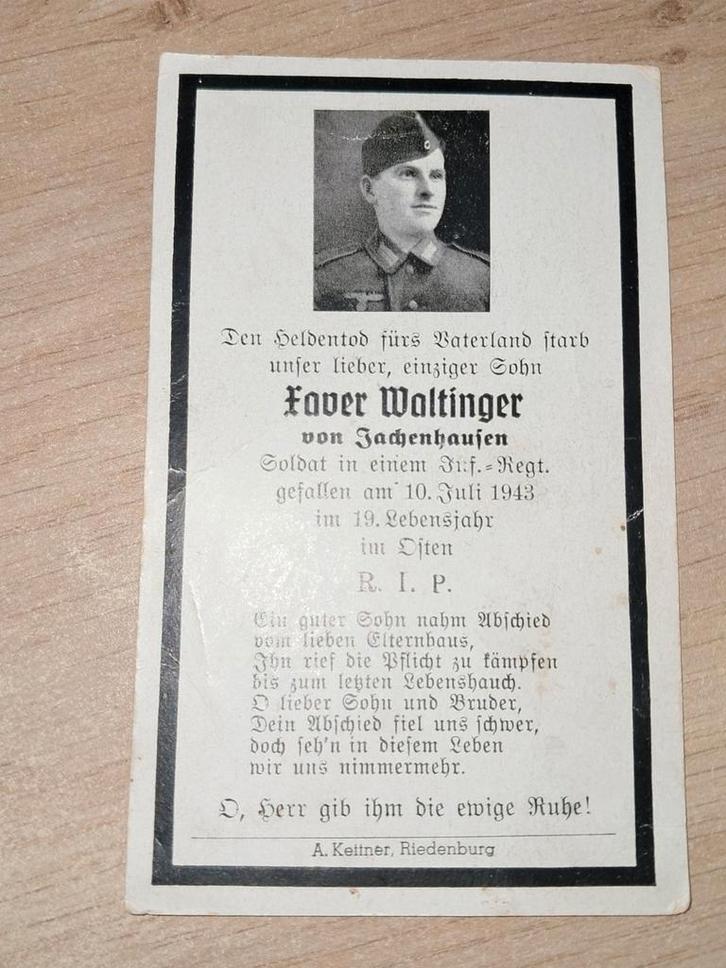 Den Heldentod fürs Vaterland starb
unser lieber, einziger Sohn
Xaver Waltinger
von Jachenhausen
Soldat in einem Inf.=Regt.
gefallen am 10. Juli 1943
im 19. Lebensjahr
im Osten
R. I. P.
Ein guter Sohn nahm Abschied
vom lieben Elternhaus,
Ihn rief die Pflicht zu kämpfen
bis zum letzten Lebenshauch.
O lieber Sohn und Bruder,
Dein Abschied fiel uns schwer,
doch seh'n in diesem Leben
wir uns nimmermehr.
O, Herr gib ihm die ewige Ruhe!
A. Keitner, Riedenburg